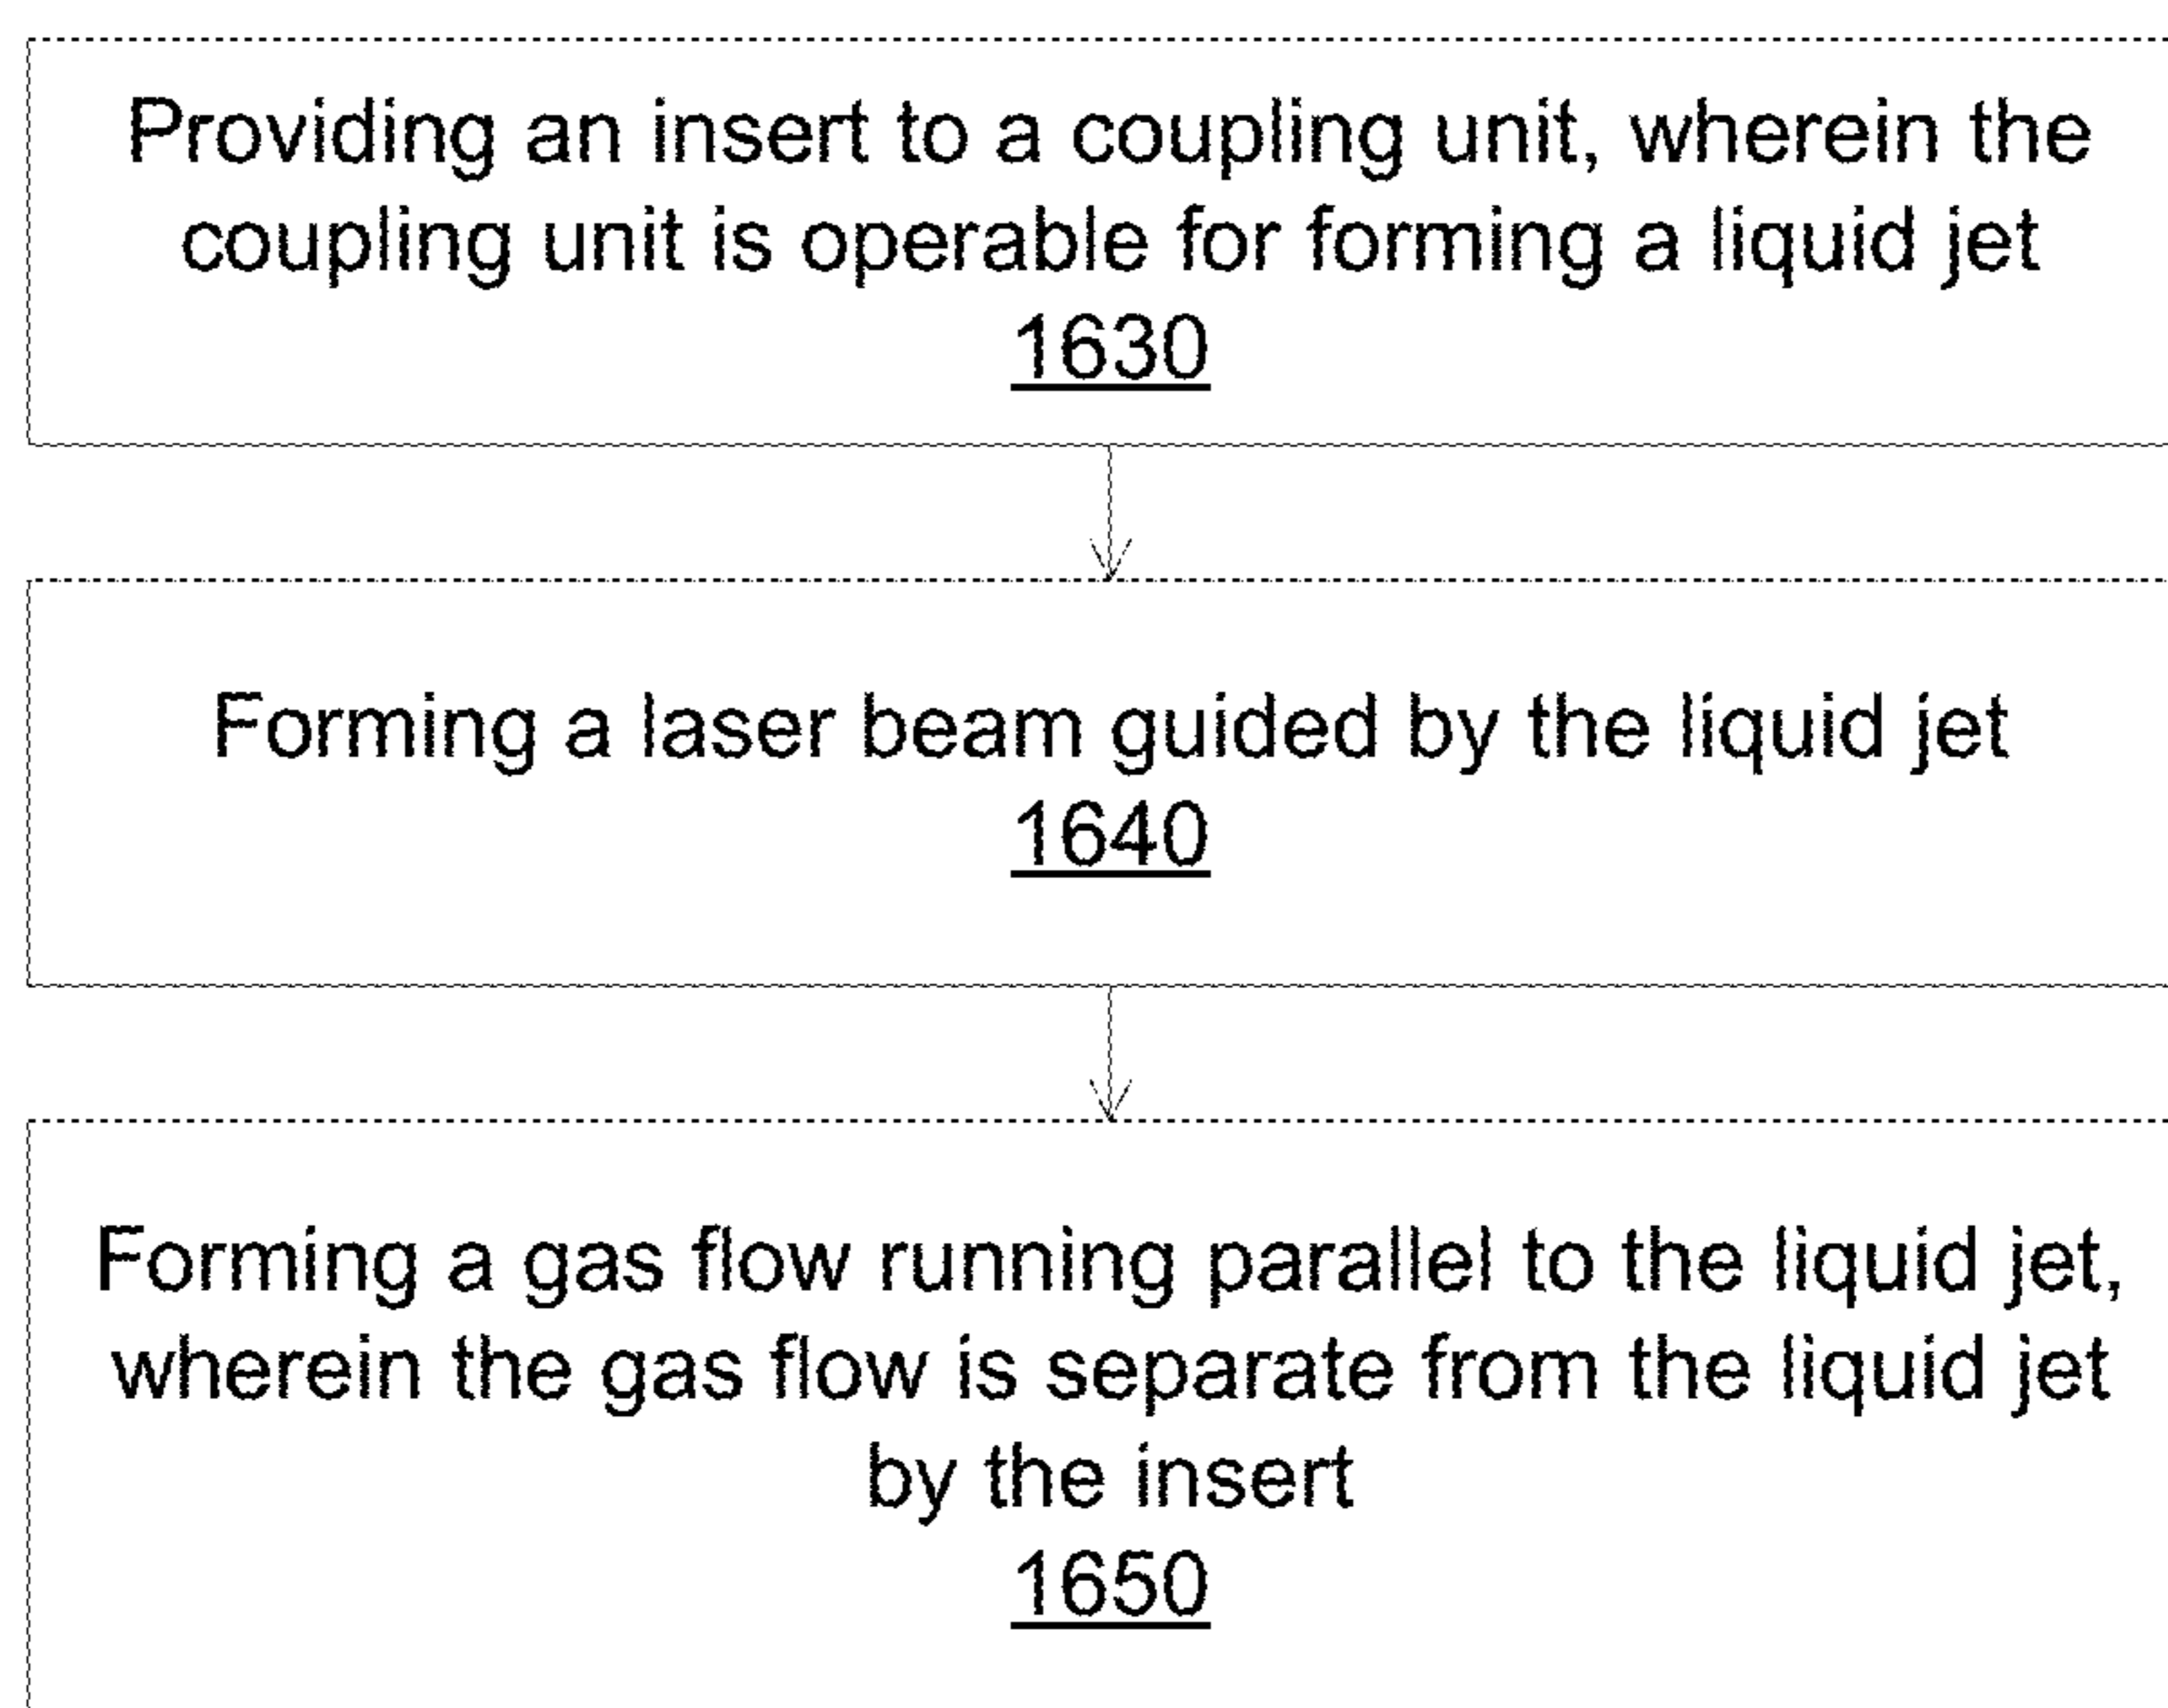 Providing an insert to a coupling unit, wherein the
coupling unit is operable for forming a liquid jet
1630
Forming a laser beam guided by the liquid jet
1640
Forming a gas flow running parallel to the liquid jet,
wherein the gas flow is separate from the liquid jet
by the insert
1650